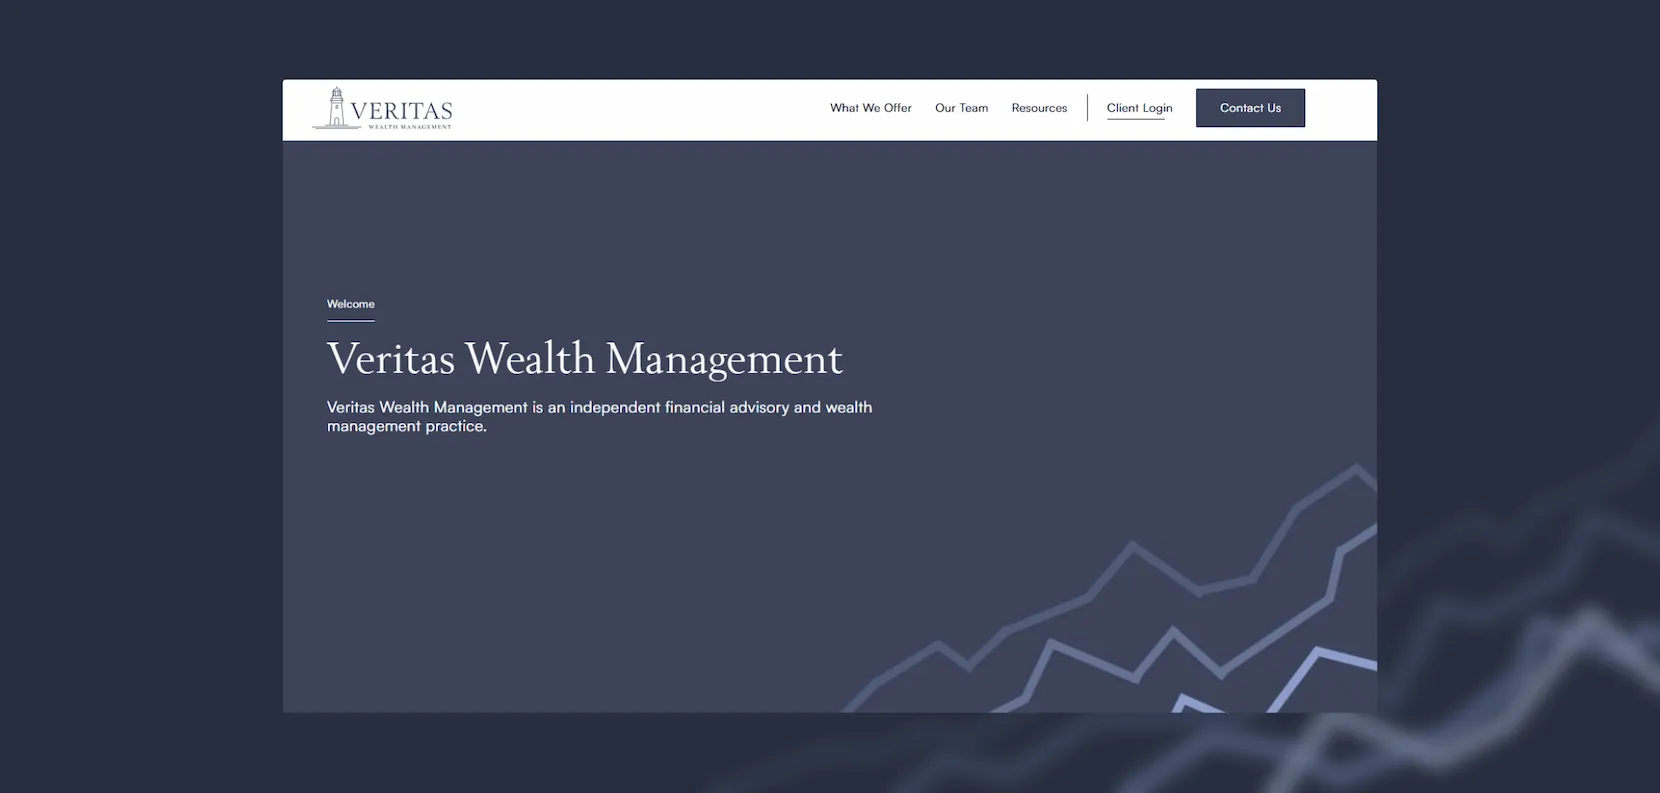 VERITAS
WEALTH MANAGEMENT
What We Offer
Our Team
Resources
Client Login
Contact Us
Welcome
Veritas Wealth Management
Veritas Wealth Management is an independent financial advisory and wealth
management practice.